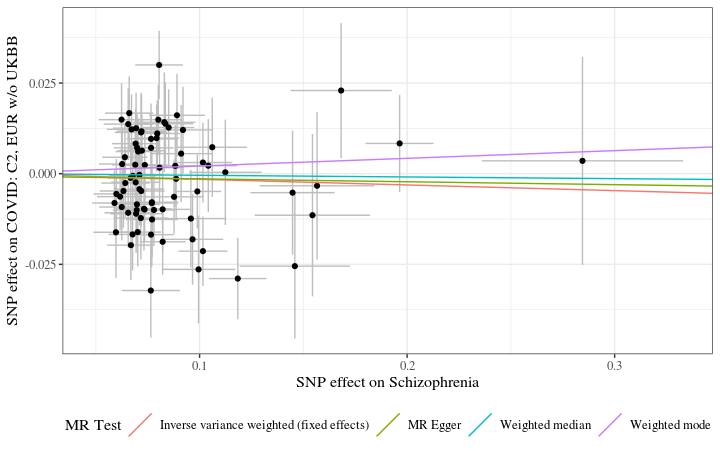 SNP effect on COVID: C2, EUR w/o UKBB
0.025
0.000
-0.025
0.1
0.2
0.3
SNP effect on Schizophrenia
MR Test
Inverse variance weighted (fixed effects)
MR Egger
Weighted median
Weighted mode